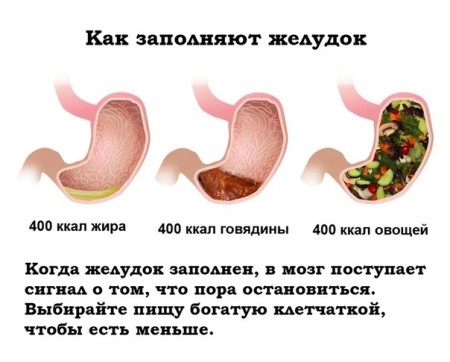 Как заполняют желудок
400 ккал жира
400 ккал говядины
400 ккал овощей
Когда желудок заполнен, в мозг поступает
сигнал о том, что пора остановиться.
Выбирайте пищу богатую клетчаткой,
чтобы есть меньше.